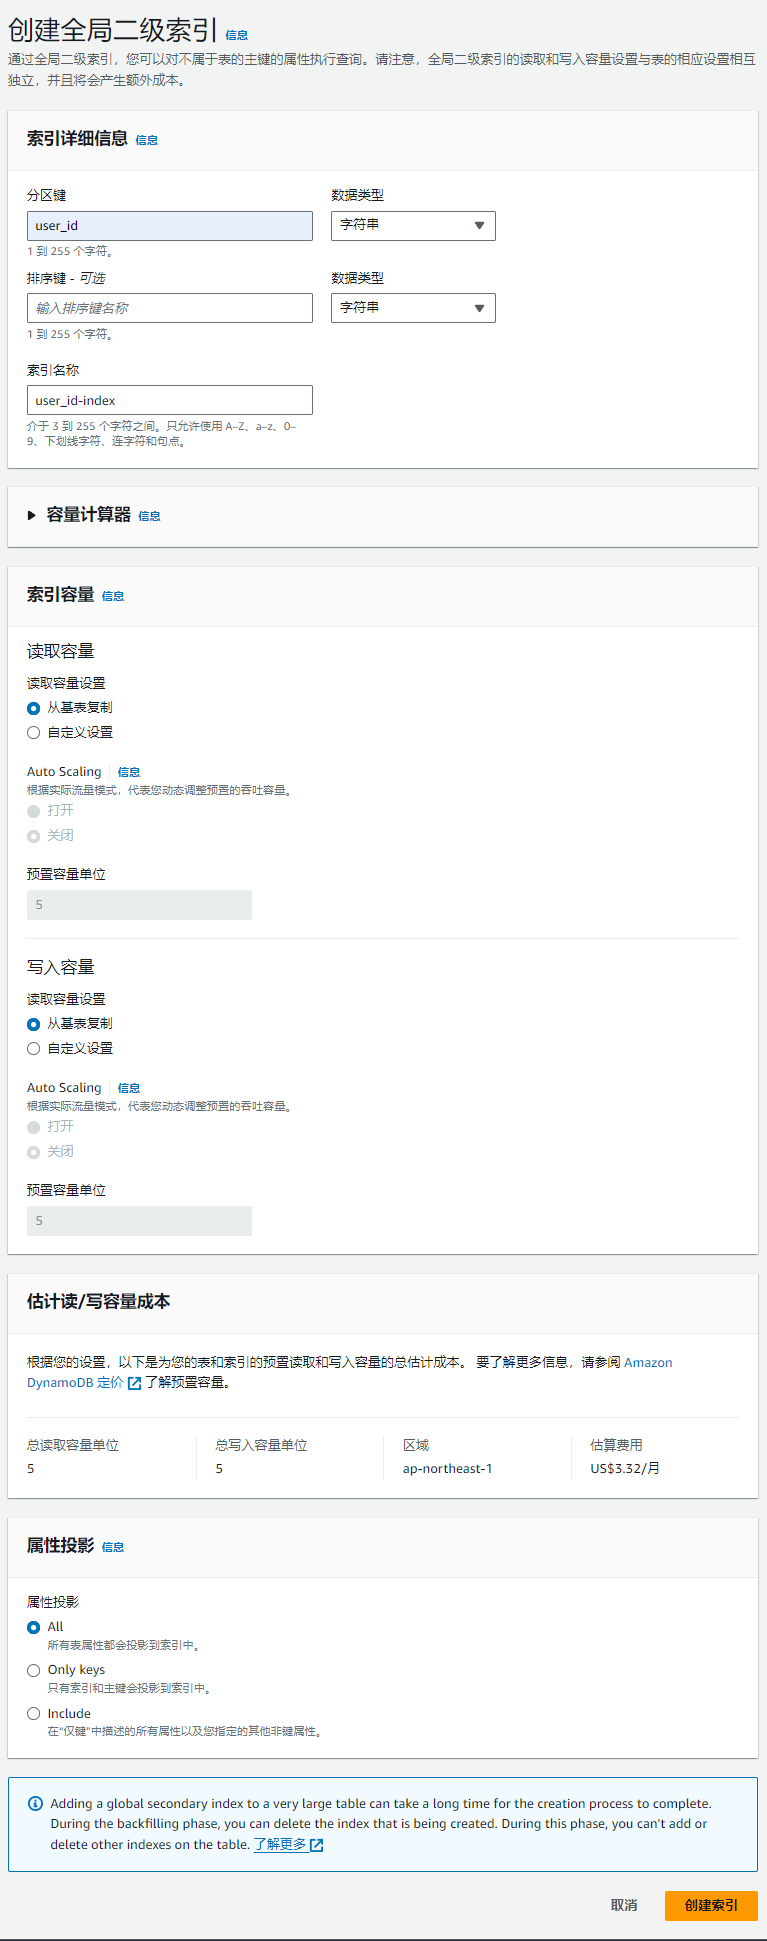 创建全局二级索引 信息
通过全局二级索引，您可以对不属于表的主键的属性执行查询。请注意，全局二级索引的读取和写入容量设置与表的相应设置相互
独立，并且将会产生额外成本。
索引详细信息 信息
分区键 数据类型
user_id 字符串
1 到 255 个字符。
排序键 - 可选 数据类型
输入排序键名称 字符串
1 到 255 个字符。
索引名称
user_id-index
介于 3 到 255 个字符之间。只允许使用 A–Z、a–z、0–
9、下划线字符、连字符和句点。
容量计算器 信息
索引容量 信息
读取容量
读取容量设置
从基表复制
自定义设置
Auto Scaling 信息
根据实际流量模式，代表您动态调整预置的吞吐容量。
打开
关闭
预置容量单位
5
写入容量
读取容量设置
从基表复制
自定义设置
Auto Scaling 信息
根据实际流量模式，代表您动态调整预置的吞吐容量。
打开
关闭
预置容量单位
5
估计读/写容量成本
根据您的设置，以下是为您的表和索引的预置读取和写入容量的总估计成本。 要了解更多信息，请参阅 Amazon
DynamoDB 定价 了解预置容量。
总读取容量单位 总写入容量单位 区域 估算费用
5 5 ap-northeast-1 US$3.32/月
属性投影 信息
属性投影
All
所有表属性都会投影到索引中。
Only keys
只有索引和主键会投影到索引中。
Include
在“仅键”中描述的所有属性以及您指定的其他非键属性。
Adding a global secondary index to a very large table can take a long time for the creation process to complete.
During the backfilling phase, you can delete the index that is being created. During this phase, you can't add or
delete other indexes on the table. 了解更多
取消 创建索引